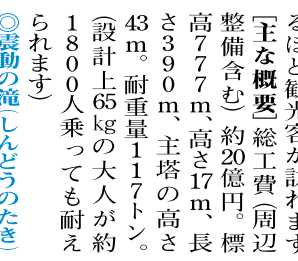 るほど観光客が訪れます
[主な概要]総工費(周辺
整備含む)約20億円。標
高777m、高さ17m、長
さ390m、主塔の高さ
43m。耐重量117トン。
(設計上65kgの大人が約
1800人乗っても耐え
られます)
◎震動の滝(しんどうのたき)